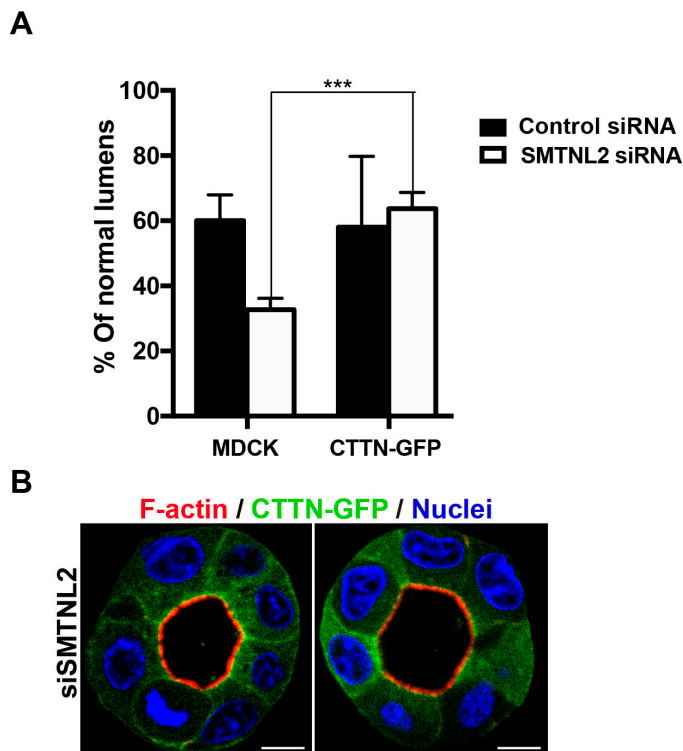 A
***
100
80
60
40
20
0
% Of normal lumens
MDCK
CTTN-GFP
Control siRNA
SMTNL2 siRNA
B
F-actin / CTTN-GFP / Nuclei
siSMTNL2